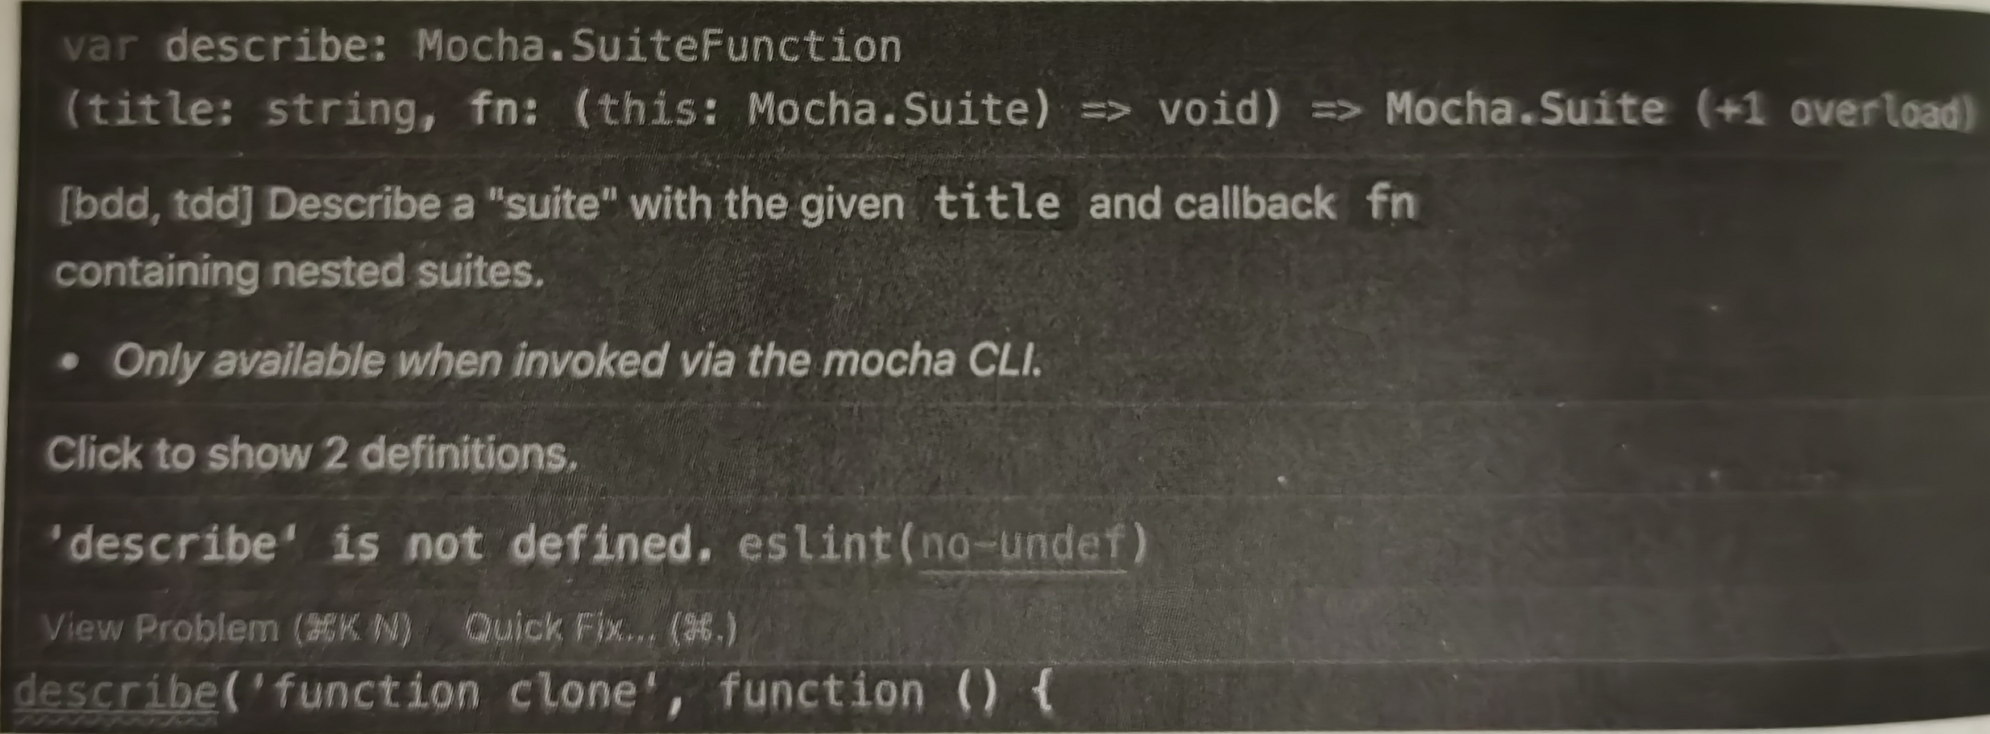 var describe: Mocha.SuiteFunction
(title: string, fn: (this: Mocha.Suite) => void) => Mocha.Suite (+1 overload)
[bdd, tdd] Describe a "suite" with the given title and callback fn
containing nested suites.
• Only available when invoked via the mocha CLI.
Click to show 2 definitions.
'describe' is not defined. eslint(no-undef)
View Problem (⌘K N) Quick Fix... (⌘.)
describe('function clone', function () {